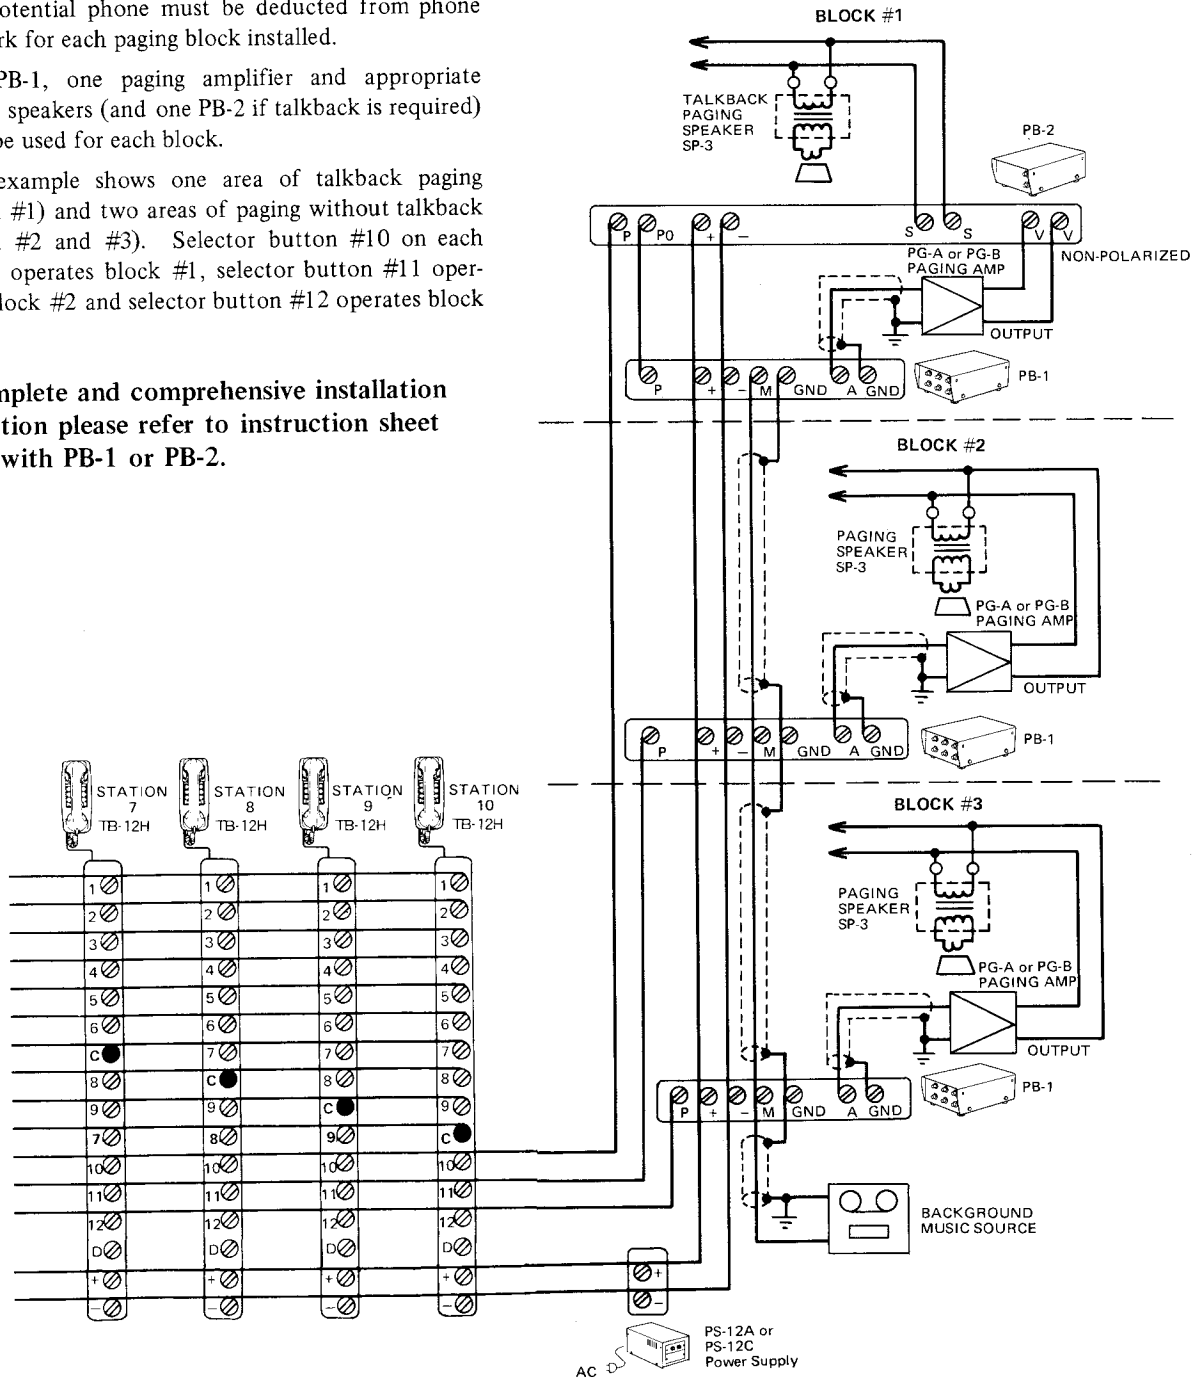 otential phone must be deducted from phone
rk for each paging block installed.
PB-1, one paging amplifier and appropriate
speakers (and one PB-2 if talkback is required)
be used for each block.
example shows one area of talkback paging
#1) and two areas of paging without talkback
#2 and #3). Selector button #10 on each
operates block #1, selector button #11 oper-
lock #2 and selector button #12 operates block
mplete and comprehensive installation
tion please refer to instruction sheet
with PB-1 or PB-2.
BLOCK #1
TALKBACK
PAGING
SPEAKER
SP-3
PB-2
P PO + − S S V V
NON-POLARIZED
PG-A or PG-B
PAGING AMP
OUTPUT
P + − M GND A GND
PB-1
BLOCK #2
PAGING
SPEAKER
SP-3
PG-A or PG-B
PAGING AMP
OUTPUT
P + − M GND A GND
PB-1
BLOCK #3
PAGING
SPEAKER
SP-3
PG-A or PG-B
PAGING AMP
OUTPUT
P + − M GND A GND
PB-1
BACKGROUND
MUSIC SOURCE
STATION
7
TB-12H
STATION
8
TB-12H
STATION
9
TB-12H
STATION
10
TB-12H
1 1 1 1
2 2 2 2
3 3 3 3
4 4 4 4
5 5 5 5
6 6 6 6
C 7 7 7
8 C 8 8
9 9 C 9
7 8 9 C
10 10 10 10
11 11 11 11
12 12 12 12
D D D D
+ + + +
− − − −
+
−
AC
PS-12A or
PS-12C
Power Supply